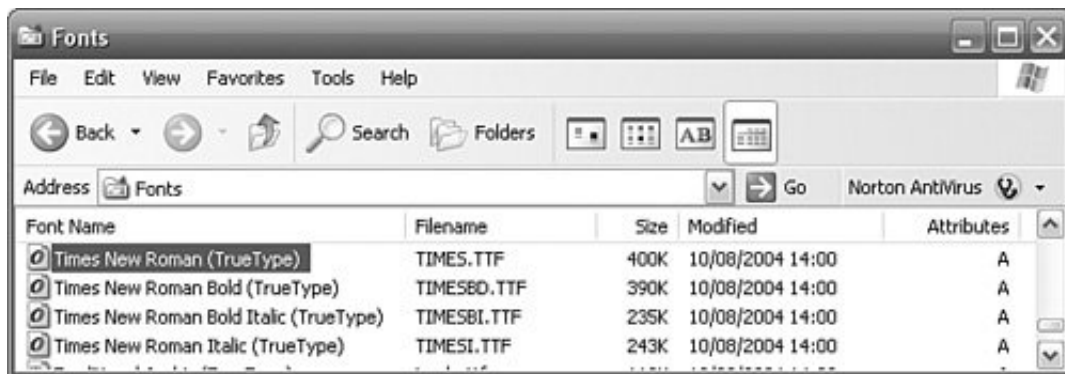 Fonts
File Edit View Favorites Tools Help
Back Search Folders AB
Address Fonts Go Norton AntiVirus
Font Name Filename Size Modified Attributes
Times New Roman (TrueType) TIMES.TTF 400K 10/08/2004 14:00 A
Times New Roman Bold (TrueType) TIMESBD.TTF 390K 10/08/2004 14:00 A
Times New Roman Bold Italic (TrueType) TIMESBI.TTF 235K 10/08/2004 14:00 A
Times New Roman Italic (TrueType) TIMESI.TTF 243K 10/08/2004 14:00 A